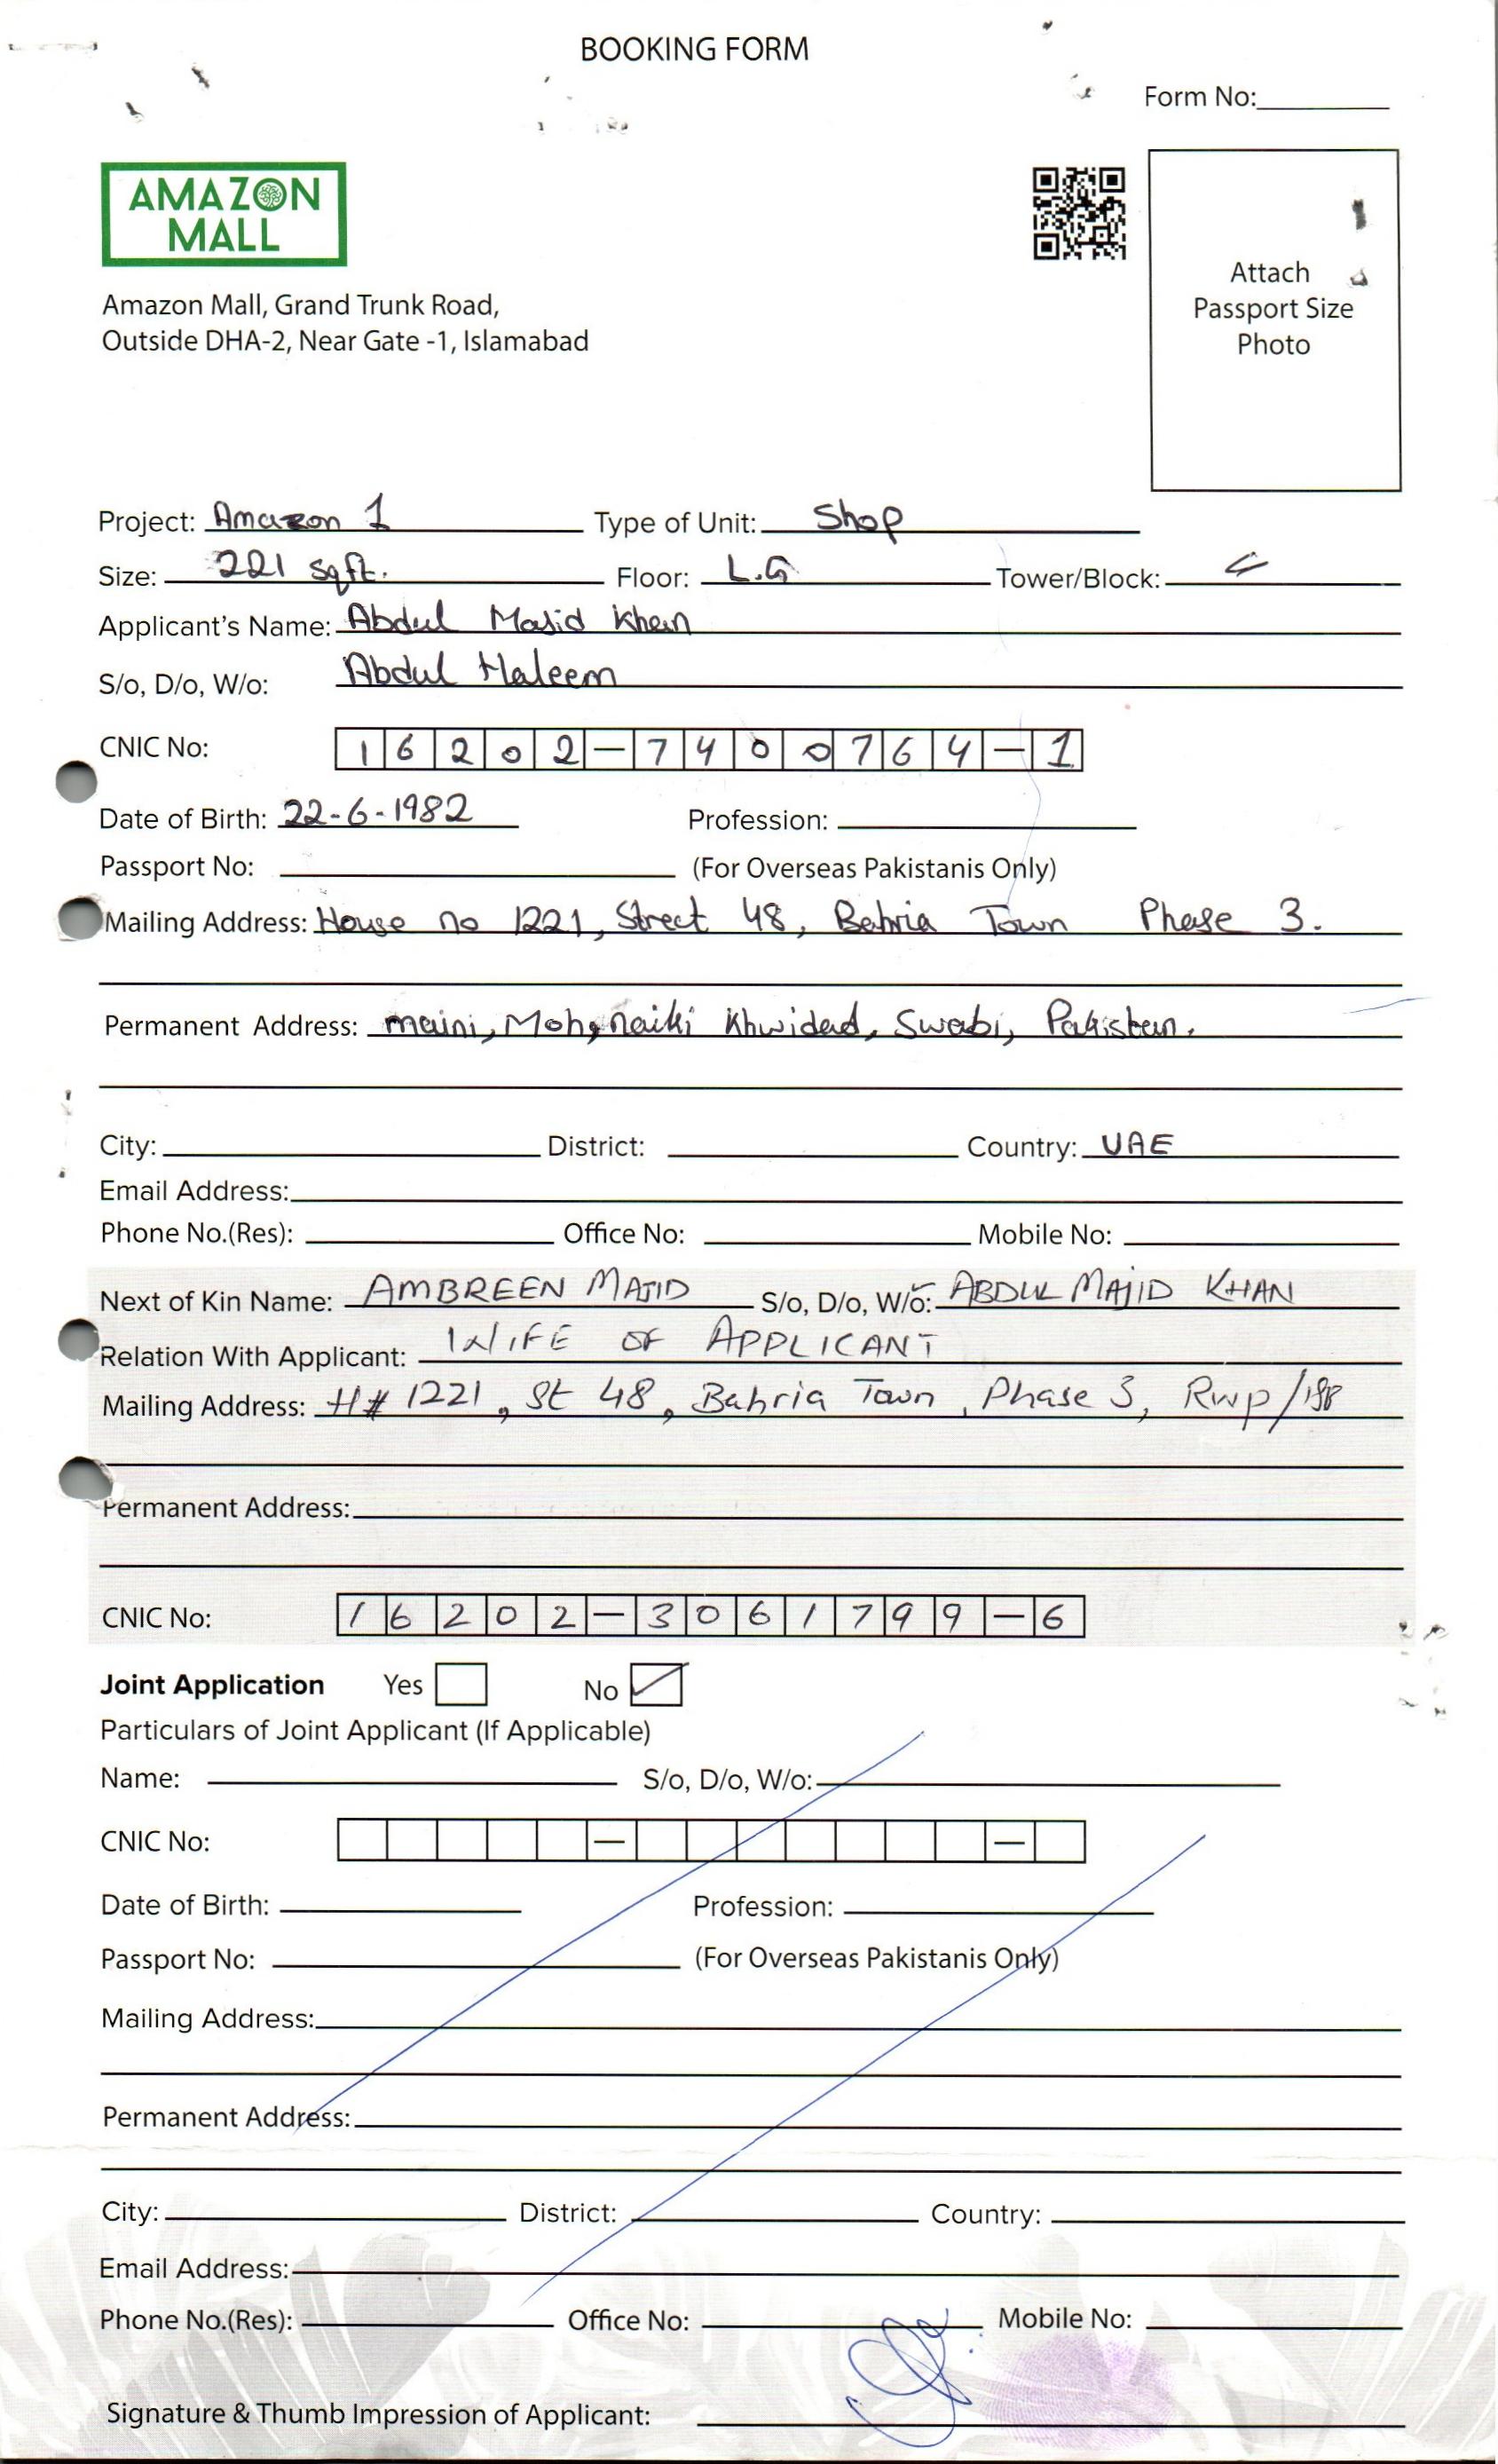 BOOKING FORM
Form No:
AMAZON
MALL
Amazon Mall, Grand Trunk Road,
Outside DHA-2, Near Gate -1, Islamabad
Attach
Passport Size
Photo
Project: Amazon 1 Type of Unit: Shop
Size: 221 sqft. Floor: L.G Tower/Block:
Applicant's Name: Abdul Majid Khan
S/o, D/o, W/o: Abdul Haleem
CNIC No: 16202-7400764-1
Date of Birth: 22-6-1982 Profession:
Passport No: (For Overseas Pakistanis Only)
Mailing Address: House no 1221, Street 48, Bahria Town Phase 3.
Permanent Address: maini, Moh, naiki Khwidad, Swabi, Pakistan.
City: District: Country: UAE
Email Address:
Phone No.(Res): Office No: Mobile No:
Next of Kin Name: AMBREEN MAJID S/o, D/o, W/o: ABDUL MAJID KHAN
Relation With Applicant: WIFE OF APPLICANT
Mailing Address: H# 1221, St 48, Bahria Town, Phase 3, Rwp/ISB
Permanent Address:
CNIC No: 16202-3061799-6
Joint Application Yes No
Particulars of Joint Applicant (If Applicable)
Name: S/o, D/o, W/o:
CNIC No: - -
Date of Birth: Profession:
Passport No: (For Overseas Pakistanis Only)
Mailing Address:
Permanent Address:
City: District: Country:
Email Address:
Phone No.(Res): Office No: Mobile No:
Signature & Thumb Impression of Applicant: